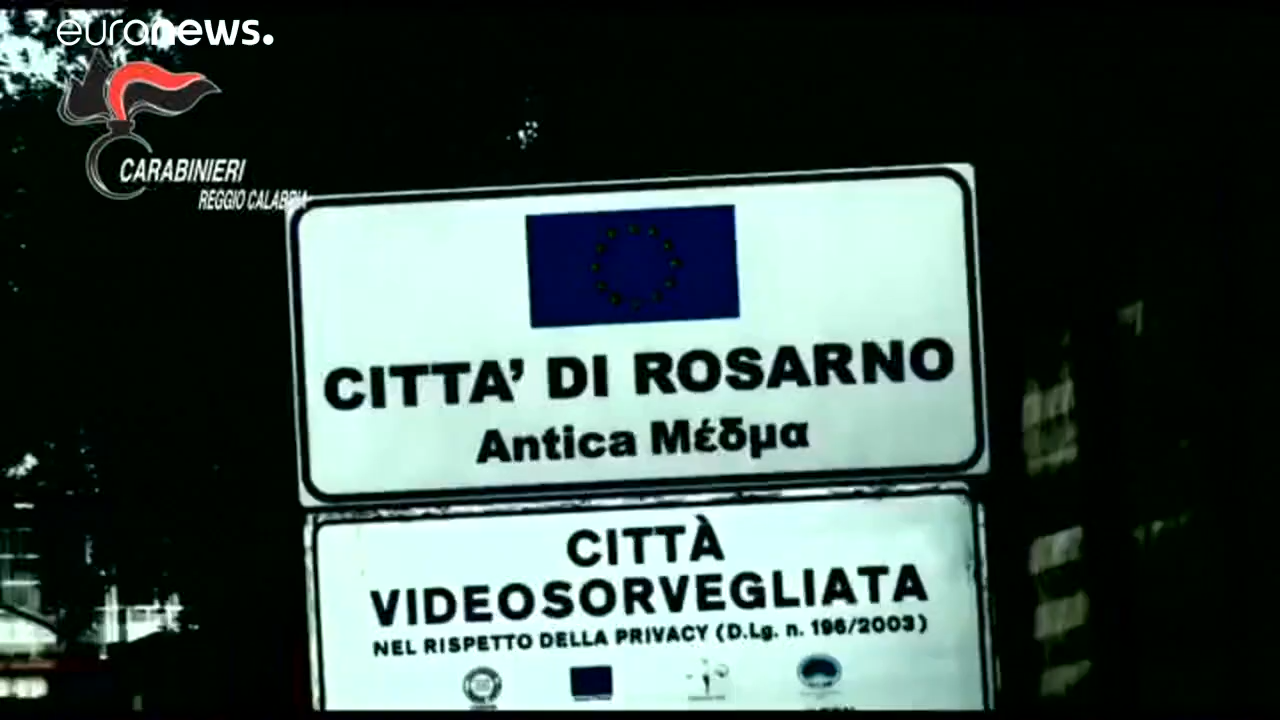 euronews.
CARABINIERI
REGGIO CALABRIA
CITTA' DI ROSARNO
Antica Μέδμα
CITTÀ
VIDEOSORVEGLIATA
NEL RISPETTO DELLA PRIVACY (D.Lg. n. 196/2003)